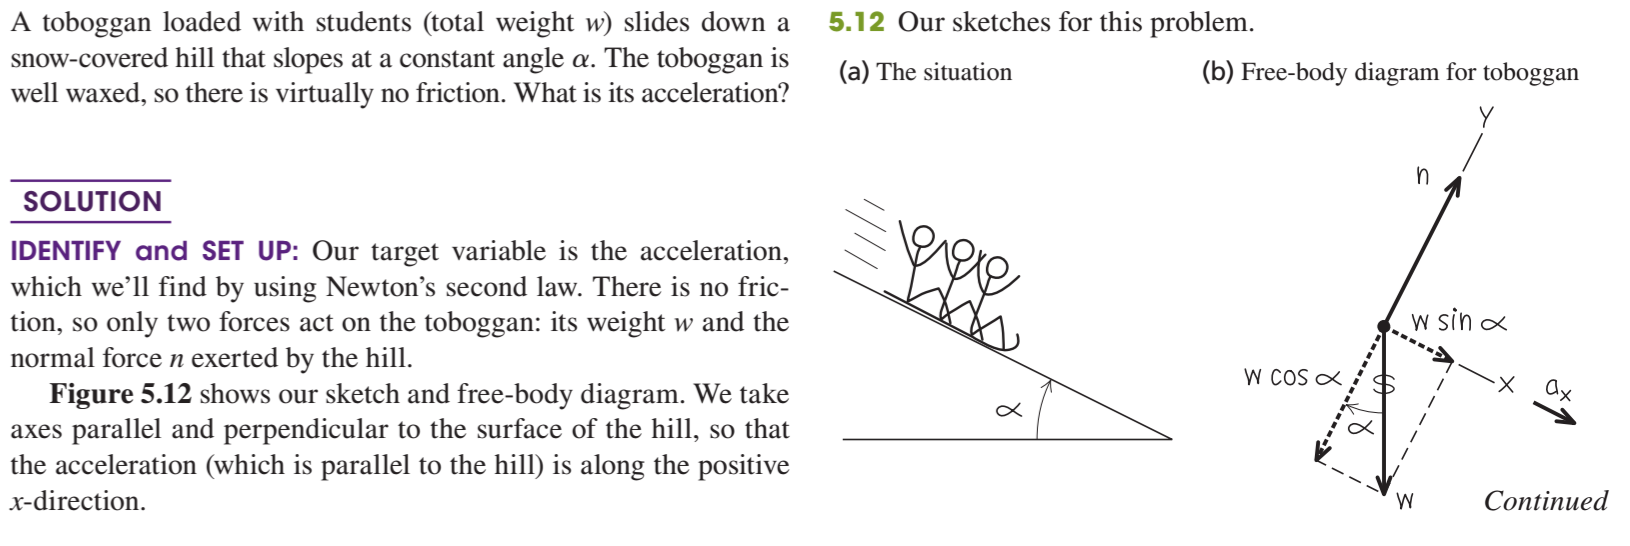 A toboggan loaded with students (total weight w) slides down a
snow-covered hill that slopes at a constant angle α. The toboggan is
well waxed, so there is virtually no friction. What is its acceleration?
SOLUTION
IDENTIFY and SET UP: Our target variable is the acceleration,
which we’ll find by using Newton’s second law. There is no fric-
tion, so only two forces act on the toboggan: its weight w and the
normal force n exerted by the hill.
Figure 5.12 shows our sketch and free-body diagram. We take
axes parallel and perpendicular to the surface of the hill, so that
the acceleration (which is parallel to the hill) is along the positive
x-direction.
5.12 Our sketches for this problem.
(a) The situation
α
(b) Free-body diagram for toboggan
y
n
w sin α
w cos α
x
aₓ
α
w
Continued